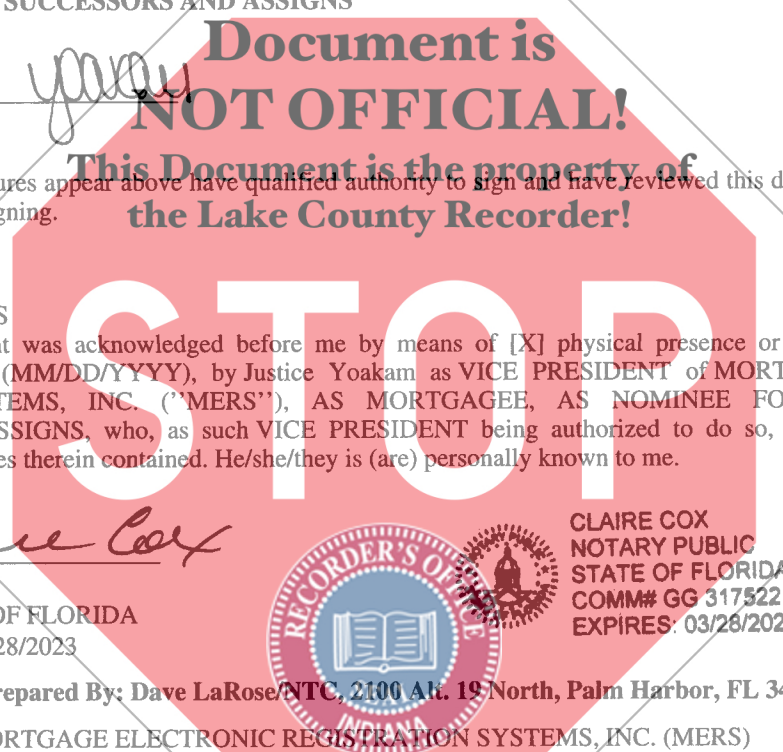 SUCCESSORS AND ASSIGNS
Document is
NOT OFFICIAL!
This Document is the property of
the Lake County Recorder!
ures appear above have qualified authority to sign and have reviewed this d
gning.
S
STOP
nt was acknowledged before me by means of [X] physical presence or
(MM/DD/YYYY), by Justice Yoakam as VICE PRESIDENT of MORT
TEMS, INC. (''MERS''), AS MORTGAGEE, AS NOMINEE FO
SSIGNS, who, as such VICE PRESIDENT being authorized to do so,
es therein contained. He/she/they is (are) personally known to me.
Cox
CLAIRE COX
NOTARY PUBLIC
STATE OF FLORIDA
COMM# GG 317522
EXPIRES: 03/28/202
RECORDER'S OFFICE
INDIANA
OF FLORIDA
28/2023
repared By: Dave LaRose/NTC, 2100 Alt. 19 North, Palm Harbor, FL 34
ORTGAGE ELECTRONIC REGISTRATION SYSTEMS, INC. (MERS)